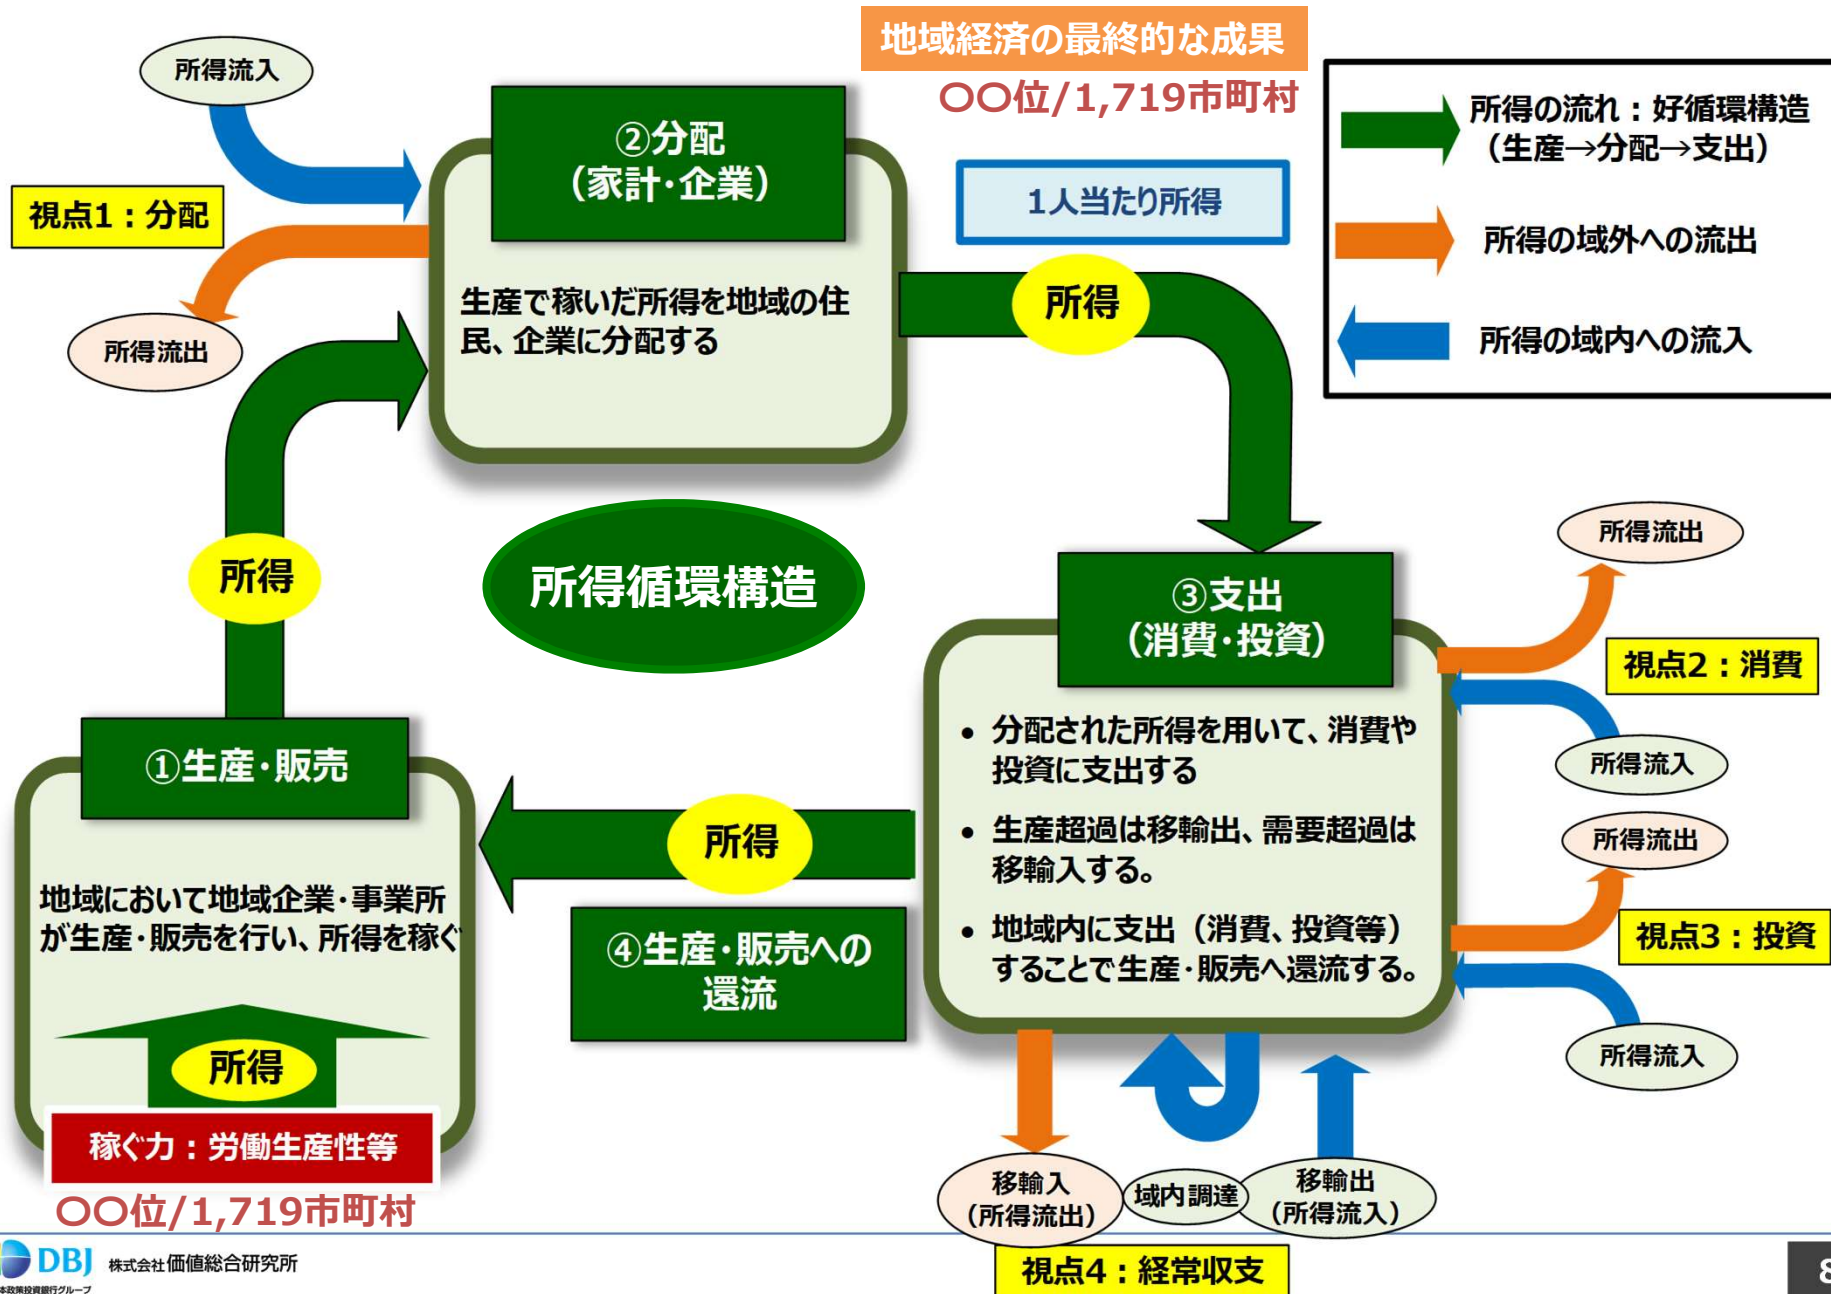 地域経済の最終的な成果
〇〇位/1,719市町村
所得流入
②分配
（家計･企業）
1人当たり所得
所得の流れ：好循環構造
（生産→分配→支出）
所得の域外への流出
所得の域内への流入
視点1：分配
所得流出
生産で稼いだ所得を地域の住
民、企業に分配する
所得
所得
所得循環構造
③支出
（消費･投資）
所得流出
視点2：消費
所得流入
• 分配された所得を用いて、消費や
投資に支出する
• 生産超過は移輸出、需要超過は
移輸入する。
• 地域内に支出（消費、投資等）
することで生産･販売へ還流する。
所得流出
視点3：投資
所得流入
①生産･販売
地域において地域企業･事業所
が生産･販売を行い、所得を稼ぐ
所得
④生産･販売への
還流
所得
稼ぐ力：労働生産性等
〇〇位/1,719市町村
移輸入
（所得流出）
域内調達
移輸出
（所得流入）
視点4：経常収支
DBJ 株式会社価値総合研究所
本政策投資銀行グループ
8